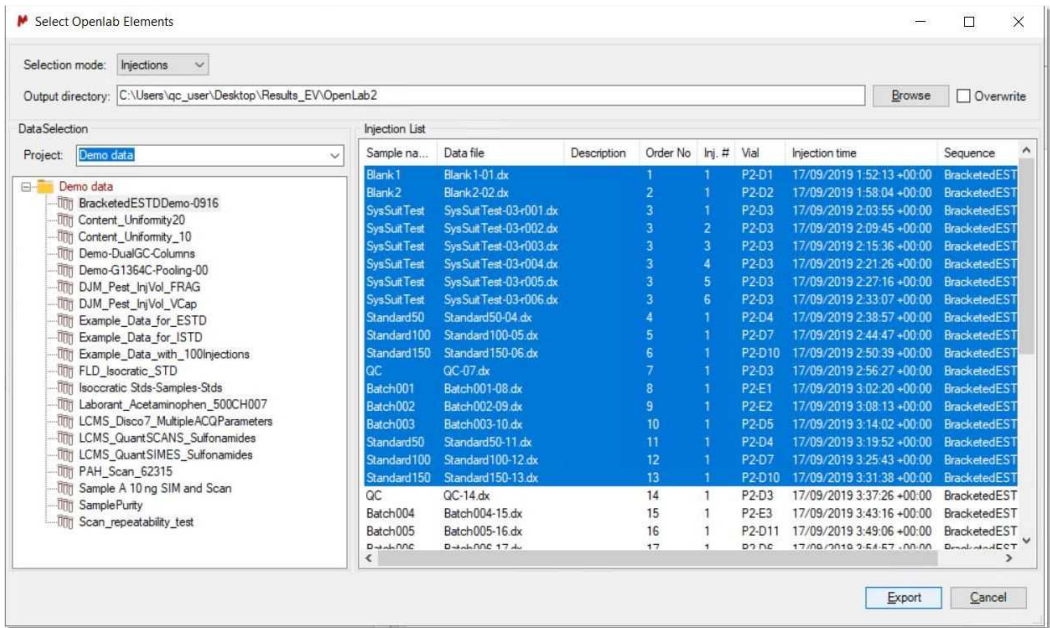 Select Openlab Elements
Selection mode: Injections
Output directory: C:\Users\qc_user\Desktop\Results_EV\OpenLab2 Browse Overwrite
DataSelection
Project: Demo data
Demo data
BracketedESTDDemo-0916
Content_Uniformity20
Content_Uniformity_10
Demo-DualGC-Columns
Demo-G1364C-Pooling-00
DJM_Pest_InjVol_FRAG
DJM_Pest_InjVol_VCap
Example_Data_for_ESTD
Example_Data_for_ISTD
Example_Data_with_100Injections
FLD_Isocratic_STD
Isoccratic Stds-Samples-Stds
Laborant_Acetaminophen_500CH007
LCMS_Disco7_MultipleACQParameters
LCMS_QuantSCANS_Sulfonamides
LCMS_QuantSIMES_Sulfonamides
PAH_Scan_62315
Sample A 10 ng SIM and Scan
SamplePurity
Scan_repeatability_test
Injection List
Sample na... Data file Description Order No Inj. # Vial Injection time Sequence
Blank1 Blank1-01.dx 1 1 P2-D1 17/09/2019 1:52:13 +00:00 BracketedEST
Blank2 Blank2-02.dx 2 1 P2-D2 17/09/2019 1:58:04 +00:00 BracketedEST
SysSuitTest SysSuitTest-03-r001.dx 3 1 P2-D3 17/09/2019 2:03:55 +00:00 BracketedEST
SysSuitTest SysSuitTest-03-r002.dx 3 2 P2-D3 17/09/2019 2:09:45 +00:00 BracketedEST
SysSuitTest SysSuitTest-03-r003.dx 3 3 P2-D3 17/09/2019 2:15:36 +00:00 BracketedEST
SysSuitTest SysSuitTest-03-r004.dx 3 4 P2-D3 17/09/2019 2:21:26 +00:00 BracketedEST
SysSuitTest SysSuitTest-03-r005.dx 3 5 P2-D3 17/09/2019 2:27:16 +00:00 BracketedEST
SysSuitTest SysSuitTest-03-r006.dx 3 6 P2-D3 17/09/2019 2:33:07 +00:00 BracketedEST
Standard50 Standard50-04.dx 4 1 P2-D4 17/09/2019 2:38:57 +00:00 BracketedEST
Standard100 Standard100-05.dx 5 1 P2-D7 17/09/2019 2:44:47 +00:00 BracketedEST
Standard150 Standard150-06.dx 6 1 P2-D10 17/09/2019 2:50:39 +00:00 BracketedEST
QC QC-07.dx 7 1 P2-D3 17/09/2019 2:56:27 +00:00 BracketedEST
Batch001 Batch001-08.dx 8 1 P2-E1 17/09/2019 3:02:20 +00:00 BracketedEST
Batch002 Batch002-09.dx 9 1 P2-E2 17/09/2019 3:08:13 +00:00 BracketedEST
Batch003 Batch003-10.dx 10 1 P2-D5 17/09/2019 3:14:02 +00:00 BracketedEST
Standard50 Standard50-11.dx 11 1 P2-D4 17/09/2019 3:19:52 +00:00 BracketedEST
Standard100 Standard100-12.dx 12 1 P2-D7 17/09/2019 3:25:43 +00:00 BracketedEST
Standard150 Standard150-13.dx 13 1 P2-D10 17/09/2019 3:31:38 +00:00 BracketedEST
QC QC-14.dx 14 1 P2-D3 17/09/2019 3:37:26 +00:00 BracketedEST
Batch004 Batch004-15.dx 15 1 P2-E3 17/09/2019 3:43:16 +00:00 BracketedEST
Batch005 Batch005-16.dx 16 1 P2-D11 17/09/2019 3:49:06 +00:00 BracketedEST
Batch006 Batch006-17.dx 17 1 P2-D6 17/09/2019 3:54:57 +00:00 BracketedEST
Export Cancel